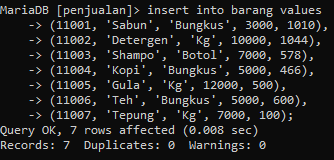 MariaDB [penjualan]> insert into barang values
    -> (11001, 'Sabun', 'Bungkus', 3000, 1010),
    -> (11002, 'Detergen', 'Kg', 10000, 1044),
    -> (11003, 'Shampo', 'Botol', 7000, 578),
    -> (11004, 'Kopi', 'Bungkus', 5000, 466),
    -> (11005, 'Gula', 'Kg', 12000, 500),
    -> (11006, 'Teh', 'Bungkus', 5000, 600),
    -> (11007, 'Tepung', 'Kg', 7000, 100);
Query OK, 7 rows affected (0.008 sec)
Records: 7  Duplicates: 0  Warnings: 0